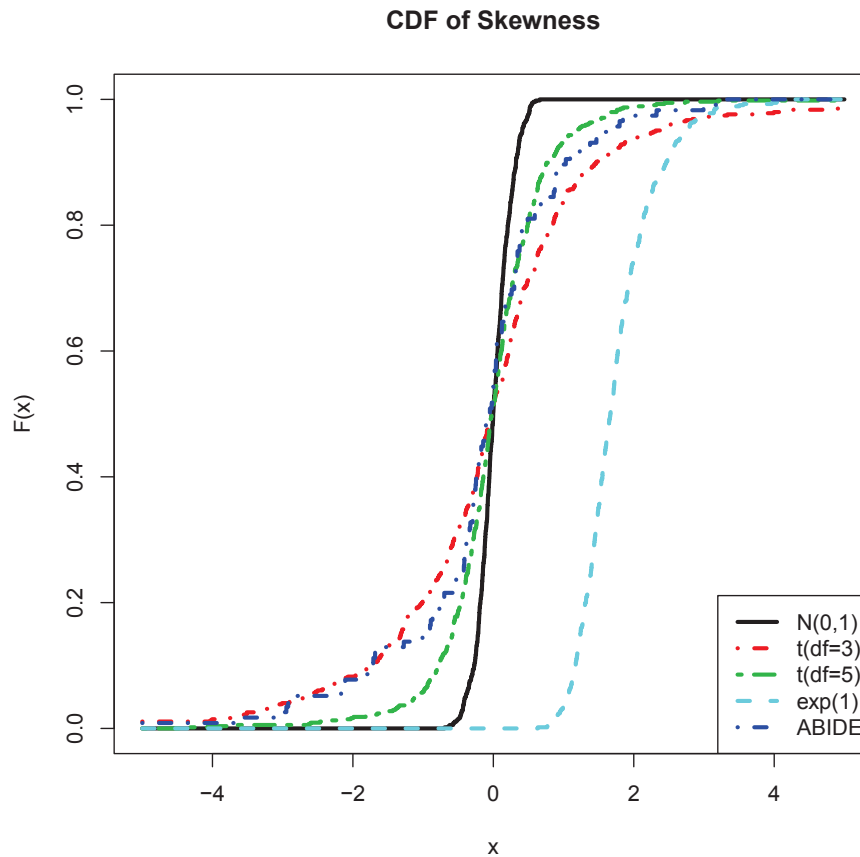 CDF of Skewness
F(x)
1.0
0.8
0.6
0.4
0.2
0.0
−4
−2
0
2
4
x
N(0,1)
t(df=3)
t(df=5)
exp(1)
ABIDE